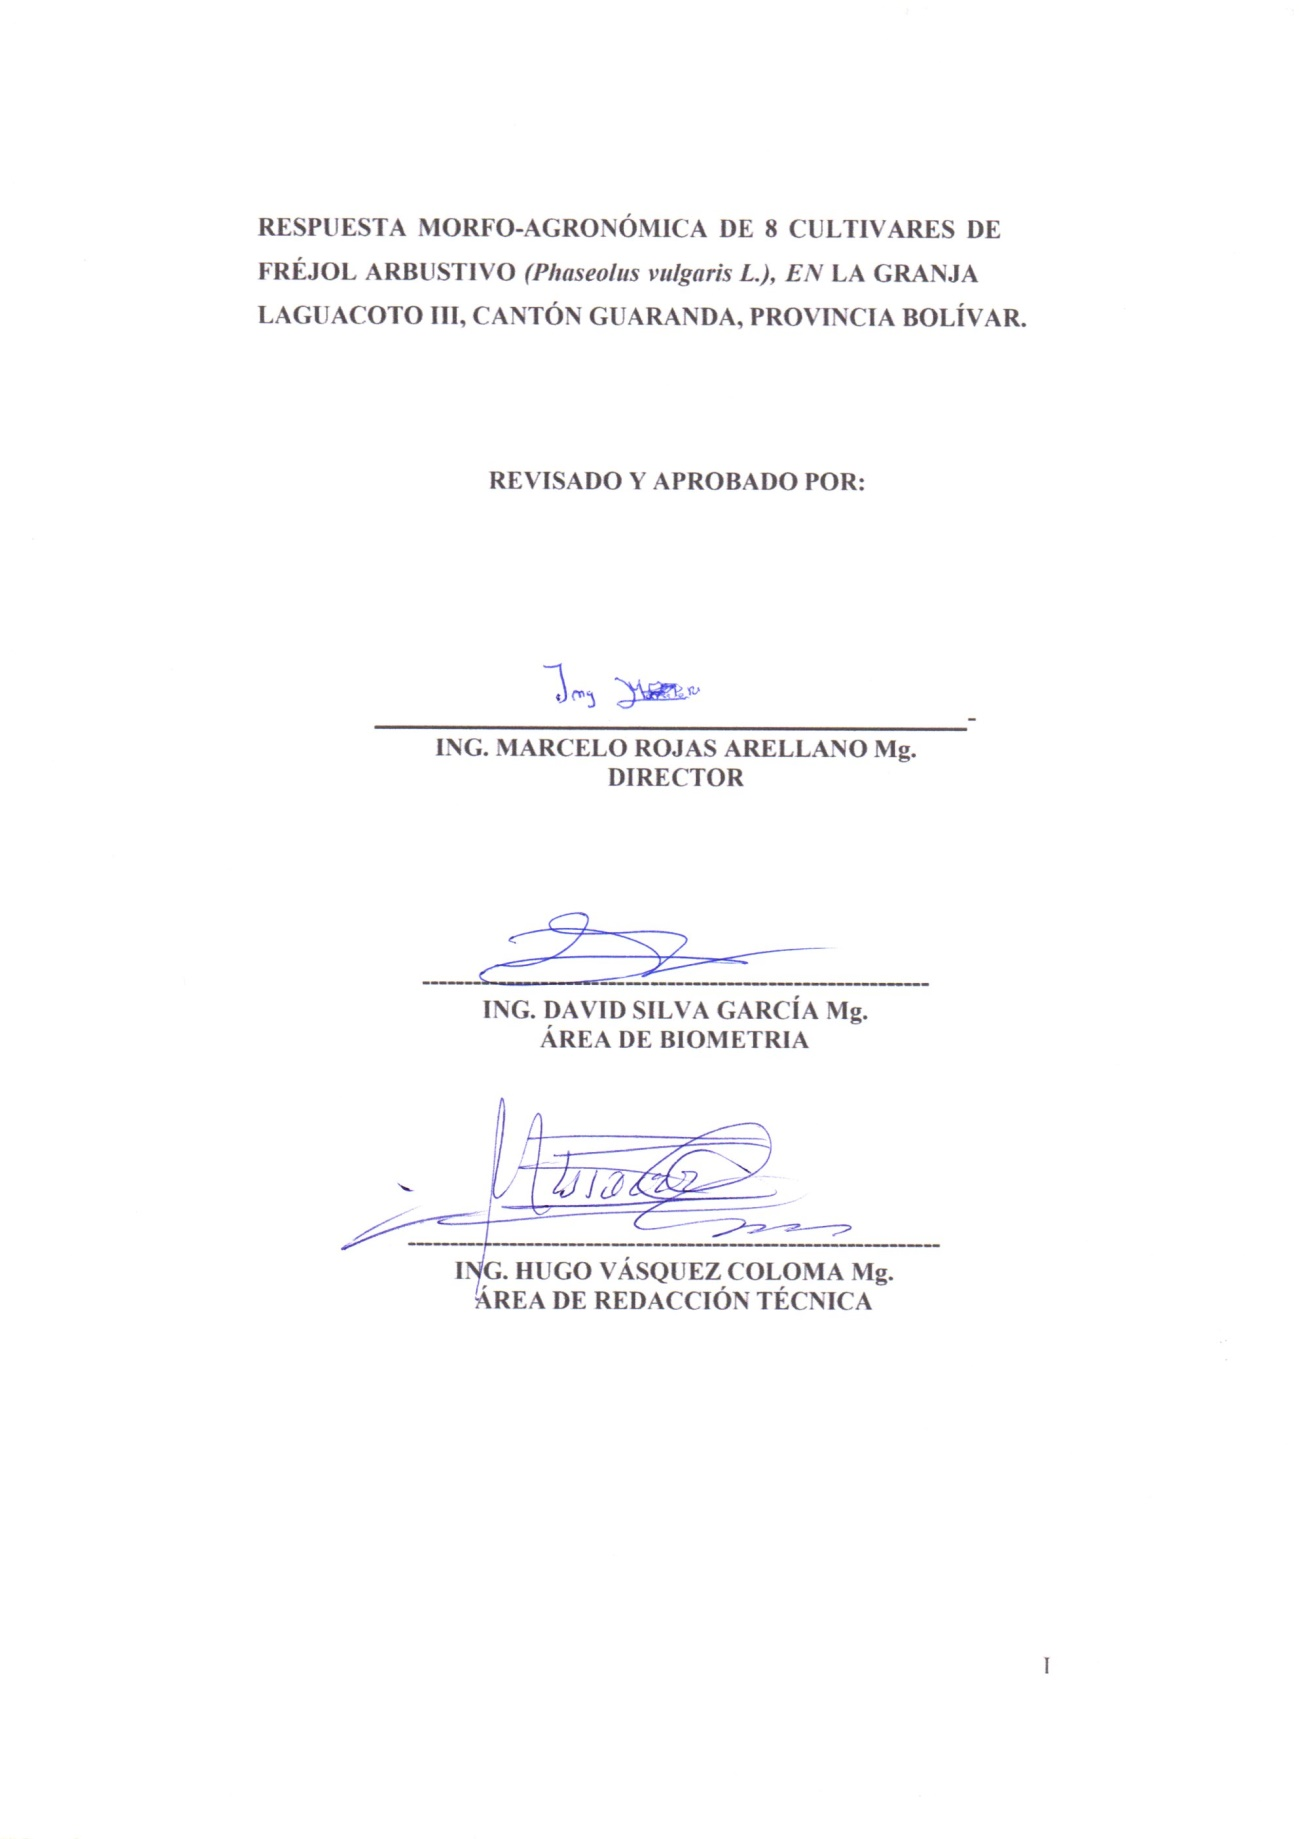 RESPUESTA MORFO-AGRONÓMICA DE 8 CULTIVARES DE
FRÉJOL ARBUSTIVO (Phaseolus vulgaris L.), EN LA GRANJA
LAGUACOTO III, CANTÓN GUARANDA, PROVINCIA BOLÍVAR.
REVISADO Y APROBADO POR:
Ing
ING. MARCELO ROJAS ARELLANO Mg.
DIRECTOR
ING. DAVID SILVA GARCÍA Mg.
ÁREA DE BIOMETRIA
ING. HUGO VÁSQUEZ COLOMA Mg.
ÁREA DE REDACCIÓN TÉCNICA
I